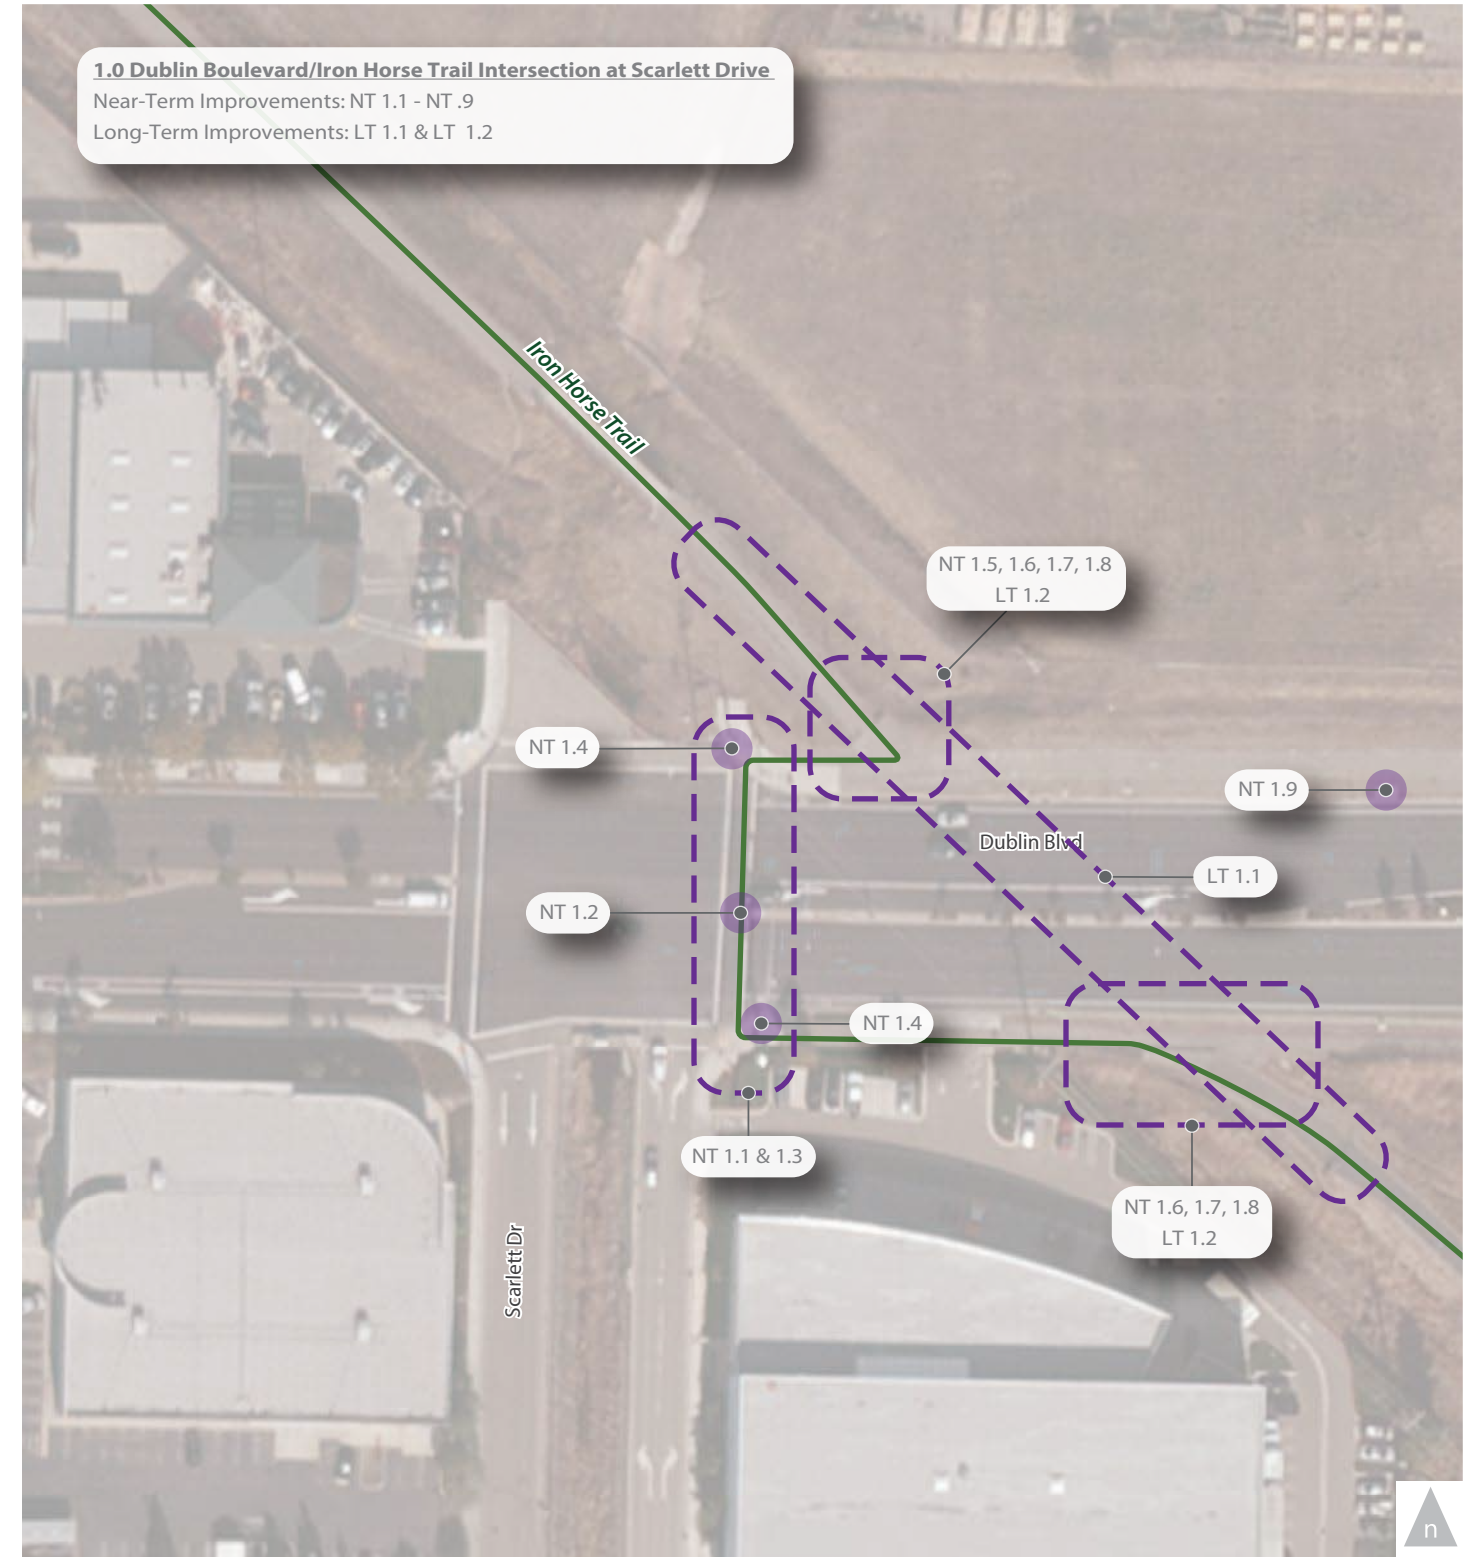 1.0 Dublin Boulevard/Iron Horse Trail Intersection at Scarlett Drive
Near-Term Improvements: NT 1.1 - NT .9
Long-Term Improvements: LT 1.1 & LT 1.2
Iron Horse Trail
NT 1.5, 1.6, 1.7, 1.8
LT 1.2
NT 1.4
NT 1.9
Dublin Blvd
LT 1.1
NT 1.2
NT 1.4
NT 1.1 & 1.3
NT 1.6, 1.7, 1.8
LT 1.2
Scarlett Dr
n